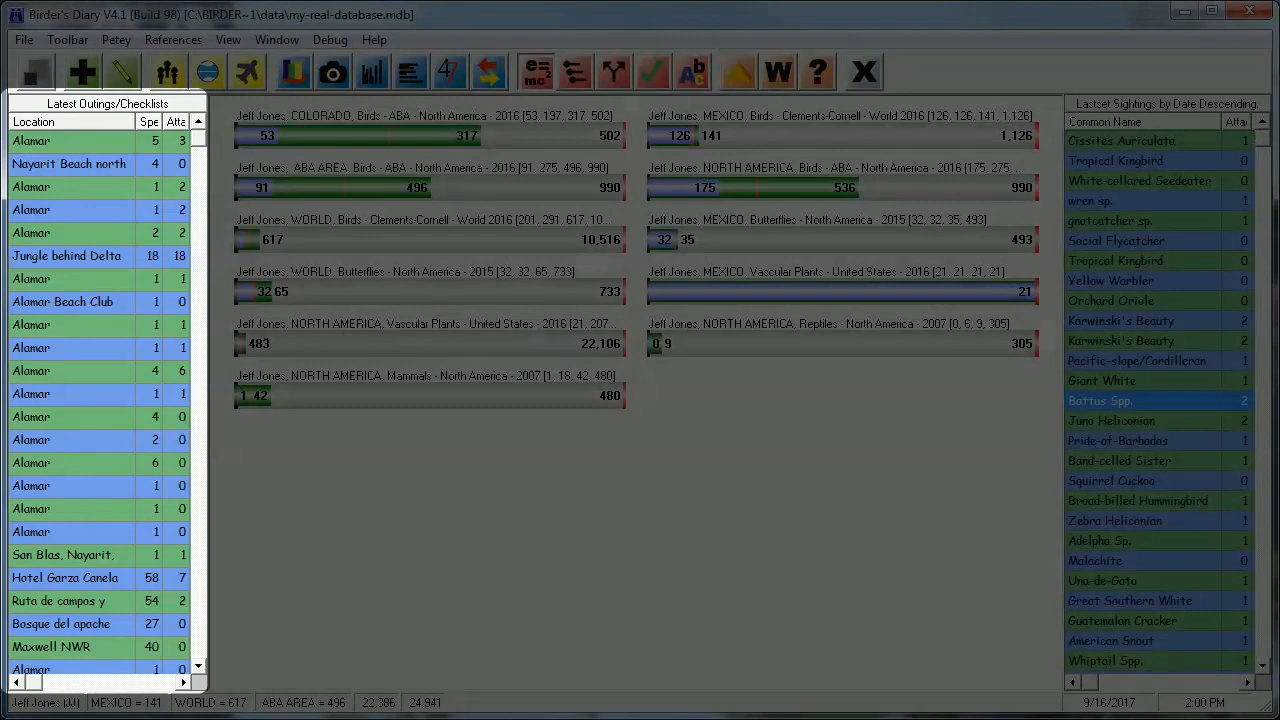 Birder's Diary V4.1 (Build 98) [C:\BIRDER~1\data\my-real-database.mdb]
File Toolbar Petey References View Window Debug Help
e= mc² 47 Abc W ? X
Latest Outings/Checklists
Location Spe Atta
Alamar 5 3
Nayarit Beach north 4 0
Alamar 1 2
Alamar 1 2
Alamar 2 2
Jungle behind Delta 18 18
Alamar 1 1
Alamar Beach Club 1 0
Alamar 1 1
Alamar 1 1
Alamar 4 6
Alamar 1 1
Alamar 4 0
Alamar 2 0
Alamar 6 0
Alamar 1 0
Alamar 1 0
Alamar 1 0
San Blas, Nayarit, 1 1
Hotel Garza Canela 58 7
Ruta de campos y 54 2
Bosque del apache 27 0
Maxwell NWR 40 0
Alamar 1 0
Jeff Jones, COLORADO, Birds - ABA - North America - 2016 [53, 197, 317, 502]
53 317 502
Jeff Jones, MEXICO, Birds - Clements-Cornell - World 2016 [126, 126, 141, 1,126]
126 141 1,126
Jeff Jones, ABA AREA, Birds - ABA - North America - 2016 [91, 275, 496, 990]
91 496 990
Jeff Jones, NORTH AMERICA, Birds - ABA - North America - 2016 [175, 275, ...
175 536 990
Jeff Jones, WORLD, Birds - Clements-Cornell - World 2016 [201, 291, 617, 10...
617 10,516
Jeff Jones, MEXICO, Butterflies - North America - 2015 [32, 32, 35, 493]
32 35 493
Jeff Jones, WORLD, Butterflies - North America - 2015 [32, 32, 65, 733]
32 65 733
Jeff Jones, MEXICO, Vascular Plants - United States - 2016 [21, 21, 21, 21]
21
Jeff Jones, NORTH AMERICA, Vascular Plants - United States - 2016 [21, 207...
483 22,106
Jeff Jones, NORTH AMERICA, Reptiles - North America - 2007 [0, 6, 9, 305]
0 9 305
Jeff Jones, NORTH AMERICA, Mammals - North America - 2007 [1, 18, 42, 480]
1 42 480
Lastset Sightings by Date Descending.
Common Name Attac
Cissites Auriculata 1
Tropical Kingbird 0
White-collared Seedeater 0
wren sp. 1
gnatcatcher sp. 1
Social Flycatcher 0
Tropical Kingbird 0
Yellow Warbler 0
Orchard Oriole 0
Karwinski's Beauty 2
Karwinski's Beauty 2
Pacific-slope/Cordilleran 1
Giant White 1
Battus Spp. 2
Juno Heliconian 2
Pride-of-Barbados 1
Band-celled Sister 1
Squirrel Cuckoo 0
Broad-billed Hummingbird 1
Zebra Heliconian 1
Adelpha Sp. 1
Malachite 0
Una-de-Gato 1
Great Southern White 1
Guatemalan Cracker 1
American Snout 1
Whiptail Spp. 1
Jeff Jones (JJ) MEXICO = 141 WORLD = 617 ABA AREA = 496 22,386 24,941 9/16/2017 2:00 PM